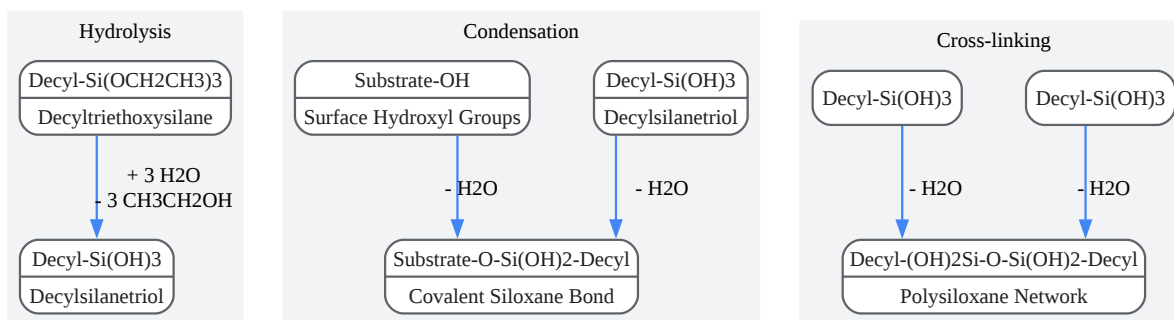 Hydrolysis
Decyl-Si(OCH2CH3)3
Decyltriethoxysilane
+ 3 H2O
- 3 CH3CH2OH
Decyl-Si(OH)3
Decylsilanetriol
Condensation
Substrate-OH
Surface Hydroxyl Groups
Decyl-Si(OH)3
Decylsilanetriol
- H2O
- H2O
Substrate-O-Si(OH)2-Decyl
Covalent Siloxane Bond
Cross-linking
Decyl-Si(OH)3
Decyl-Si(OH)3
- H2O
- H2O
Decyl-(OH)2Si-O-Si(OH)2-Decyl
Polysiloxane Network